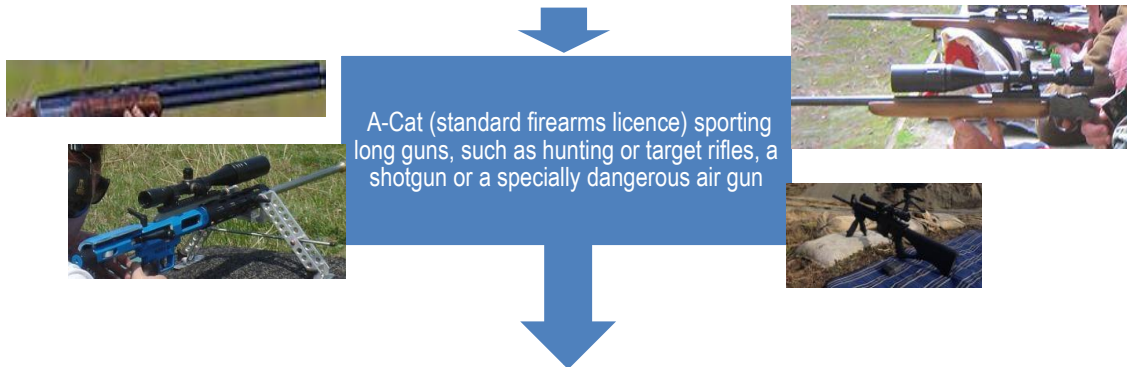 A-Cat (standard firearms licence) sporting
long guns, such as hunting or target rifles, a
shotgun or a specially dangerous air gun